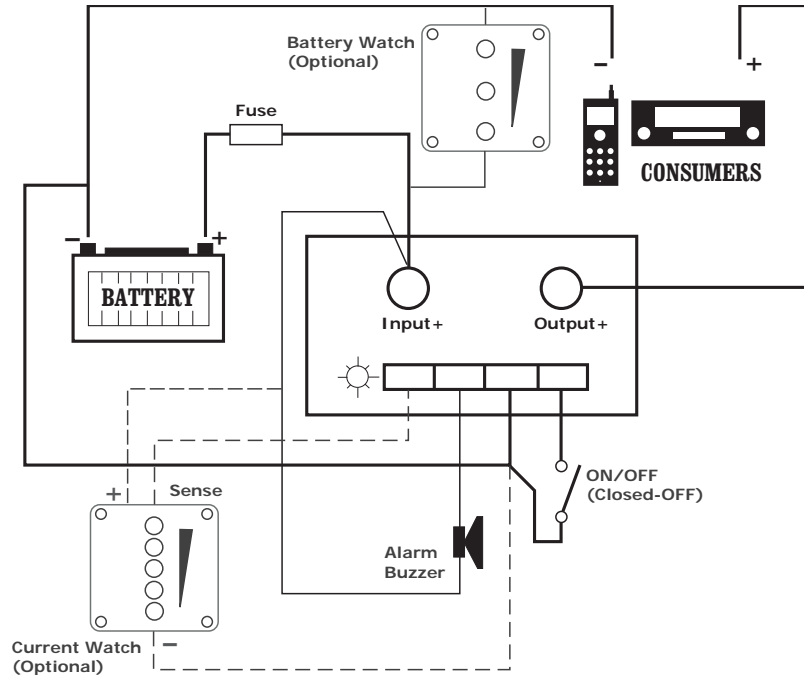 Battery Watch
(Optional)
−
+
Fuse
CONSUMERS
−
+
BATTERY
Input+
Output+
+
Sense
ON/OFF
(Closed-OFF)
Alarm
Buzzer
Current Watch
(Optional)
−